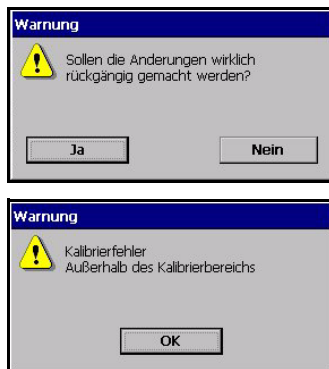 Warnung
Sollen die Anderungen wirklich
rückgängig gemacht werden?
Ja Nein
Warnung
Kalibrierfehler
Außerhalb des Kalibrierbereichs
OK